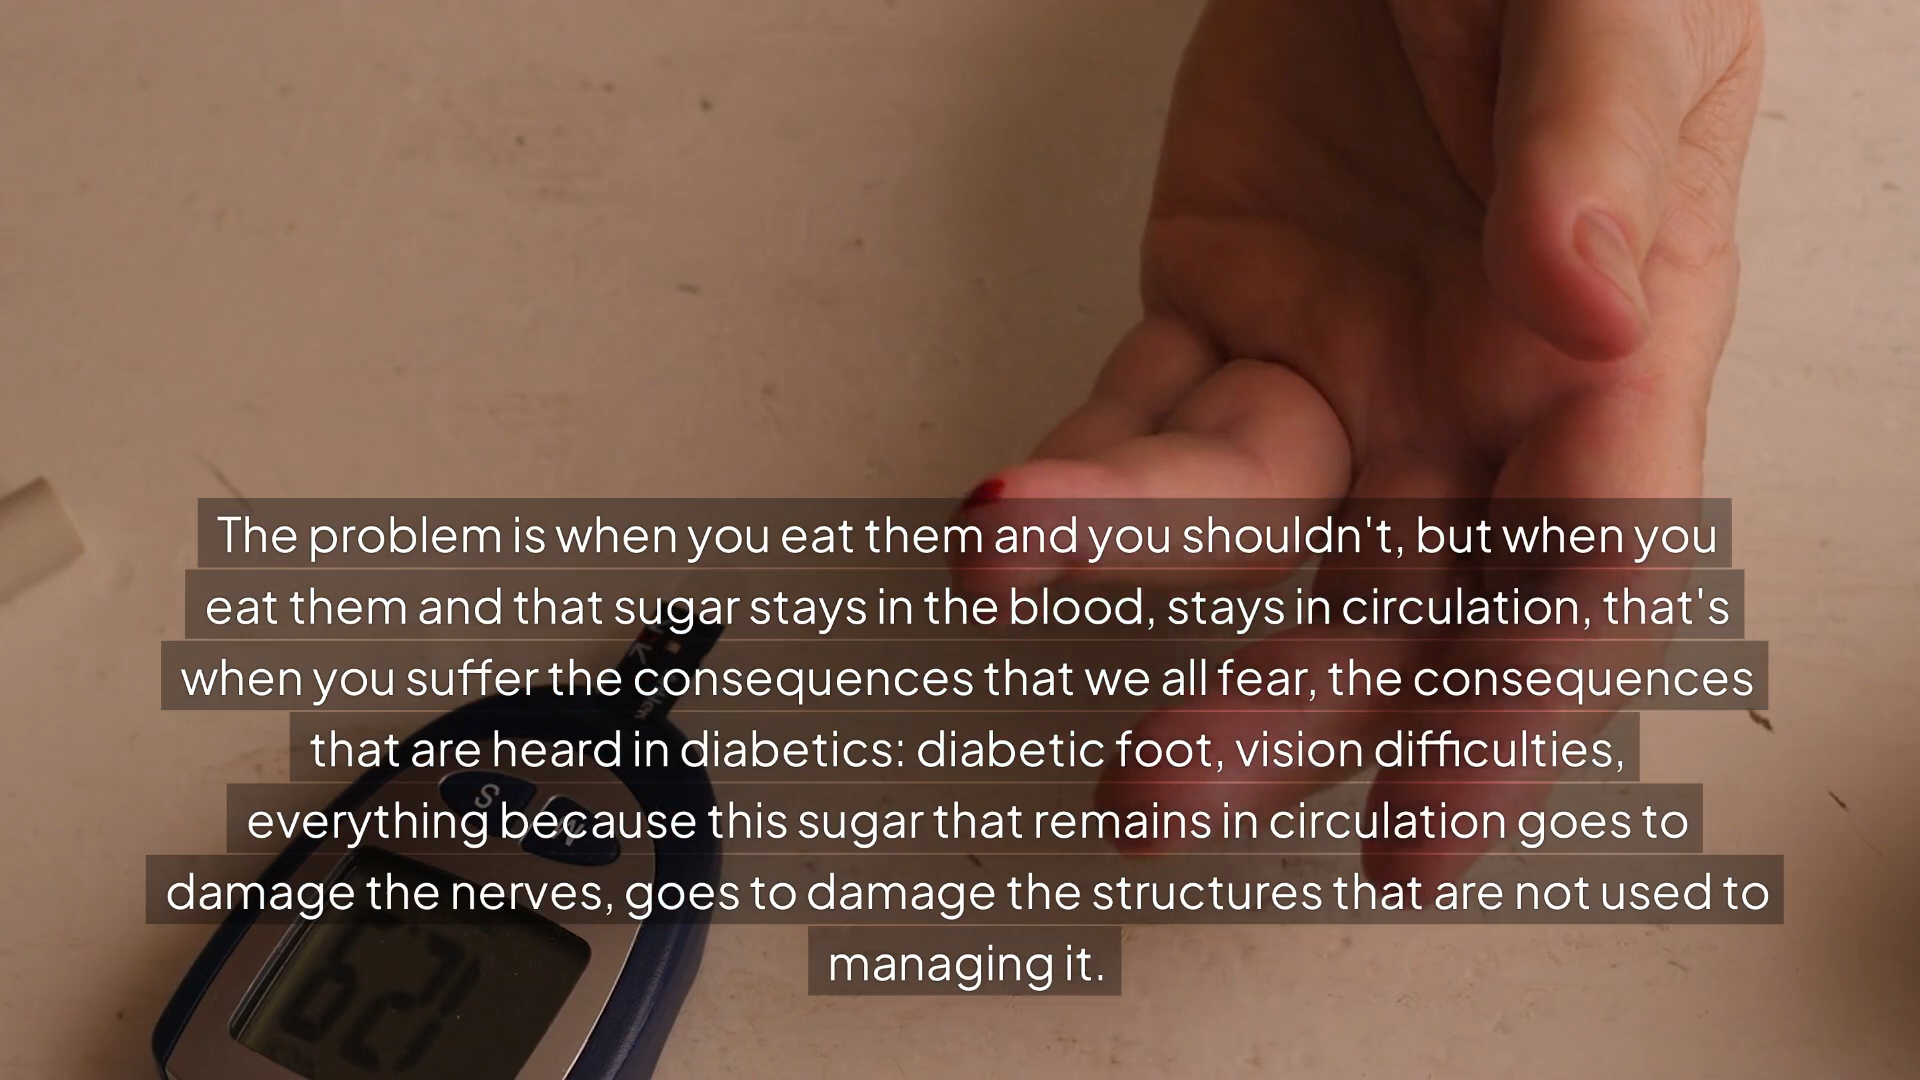 The problem is when you eat them and you shouldn't, but when you
eat them and that sugar stays in the blood, stays in circulation, that's
when you suffer the consequences that we all fear, the consequences
that are heard in diabetics: diabetic foot, vision difficulties,
S
everything because this sugar that remains in circulation goes to
damage the nerves, goes to damage the structures that are not used to
managing it.